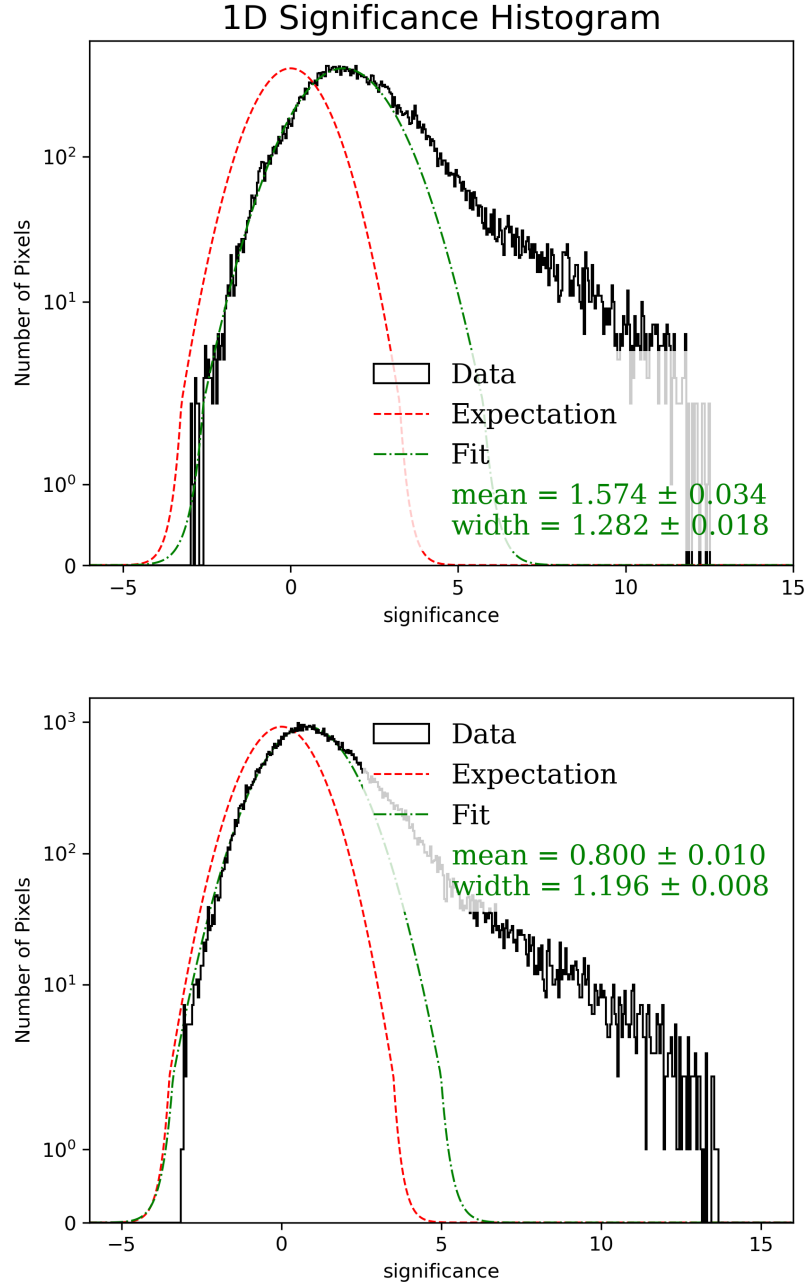 1D Significance Histogram
Number of Pixels
10²
10¹
10⁰
0
Data
Expectation
Fit
mean = 1.574 ± 0.034
width = 1.282 ± 0.018
−5
0
5
10
15
significance
Number of Pixels
10³
10²
10¹
10⁰
0
Data
Expectation
Fit
mean = 0.800 ± 0.010
width = 1.196 ± 0.008
−5
0
5
10
15
significance